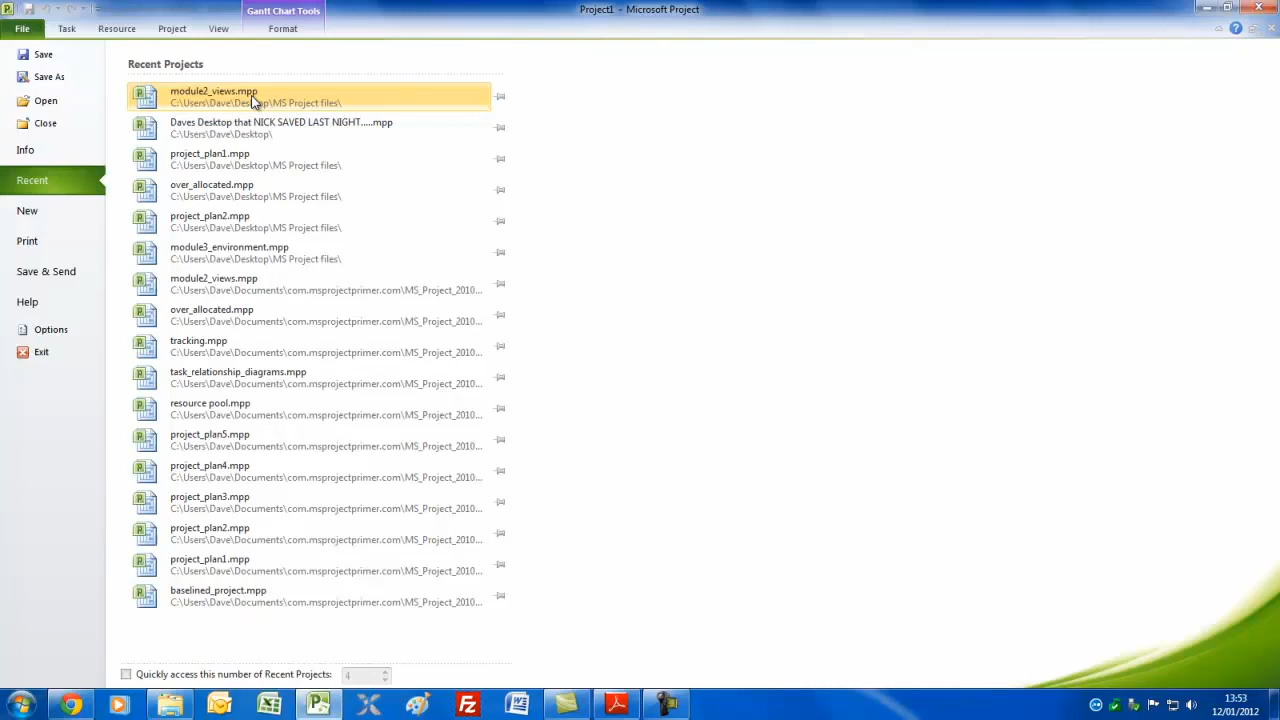 Gantt Chart Tools
Project1 – Microsoft Project
File Task Resource Project View Format
Save
Save As
Open
Close
Info
Recent
New
Print
Save & Send
Help
Options
Exit
Recent Projects
module2_views.mpp
C:\Users\Dave\Desktop\MS Project files\
Daves Desktop that NICK SAVED LAST NIGHT.....mpp
C:\Users\Dave\Desktop\
project_plan1.mpp
C:\Users\Dave\Desktop\MS Project files\
over_allocated.mpp
C:\Users\Dave\Desktop\MS Project files\
project_plan2.mpp
C:\Users\Dave\Desktop\MS Project files\
module3_environment.mpp
C:\Users\Dave\Desktop\MS Project files\
module2_views.mpp
C:\Users\Dave\Documents\com.msprojectprimer.com\MS_Project_2010...
over_allocated.mpp
C:\Users\Dave\Documents\com.msprojectprimer.com\MS_Project_2010...
tracking.mpp
C:\Users\Dave\Documents\com.msprojectprimer.com\MS_Project_2010...
task_relationship_diagrams.mpp
C:\Users\Dave\Documents\com.msprojectprimer.com\MS_Project_2010...
resource pool.mpp
C:\Users\Dave\Documents\com.msprojectprimer.com\MS_Project_2010...
project_plan5.mpp
C:\Users\Dave\Documents\com.msprojectprimer.com\MS_Project_2010...
project_plan4.mpp
C:\Users\Dave\Documents\com.msprojectprimer.com\MS_Project_2010...
project_plan3.mpp
C:\Users\Dave\Documents\com.msprojectprimer.com\MS_Project_2010...
project_plan2.mpp
C:\Users\Dave\Documents\com.msprojectprimer.com\MS_Project_2010...
project_plan1.mpp
C:\Users\Dave\Documents\com.msprojectprimer.com\MS_Project_2010...
baselined_project.mpp
C:\Users\Dave\Documents\com.msprojectprimer.com\MS_Project_2010...
Quickly access this number of Recent Projects: 4
13:53
12/01/2012